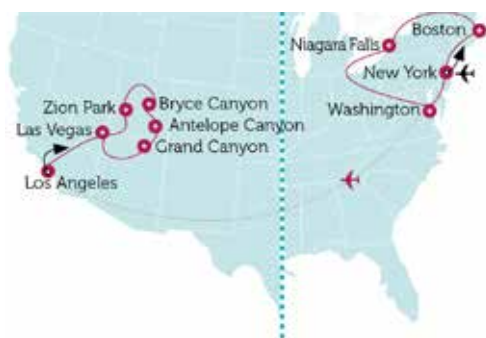 Boston
Niagara Falls
New York
Washington
Zion Park
Bryce Canyon
Las Vegas
Antelope Canyon
Grand Canyon
Los Angeles